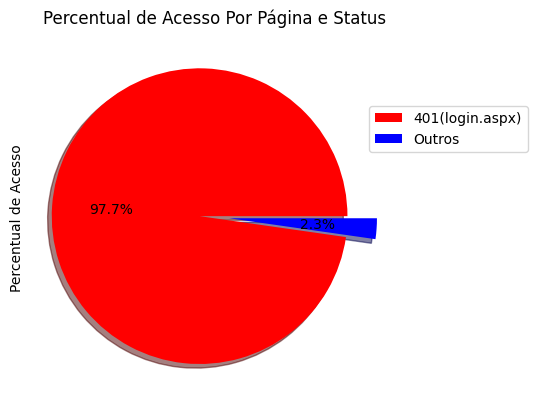 Percentual de Acesso Por Página e Status
401(login.aspx)
Outros
Percentual de Acesso
97.7%
2.3%